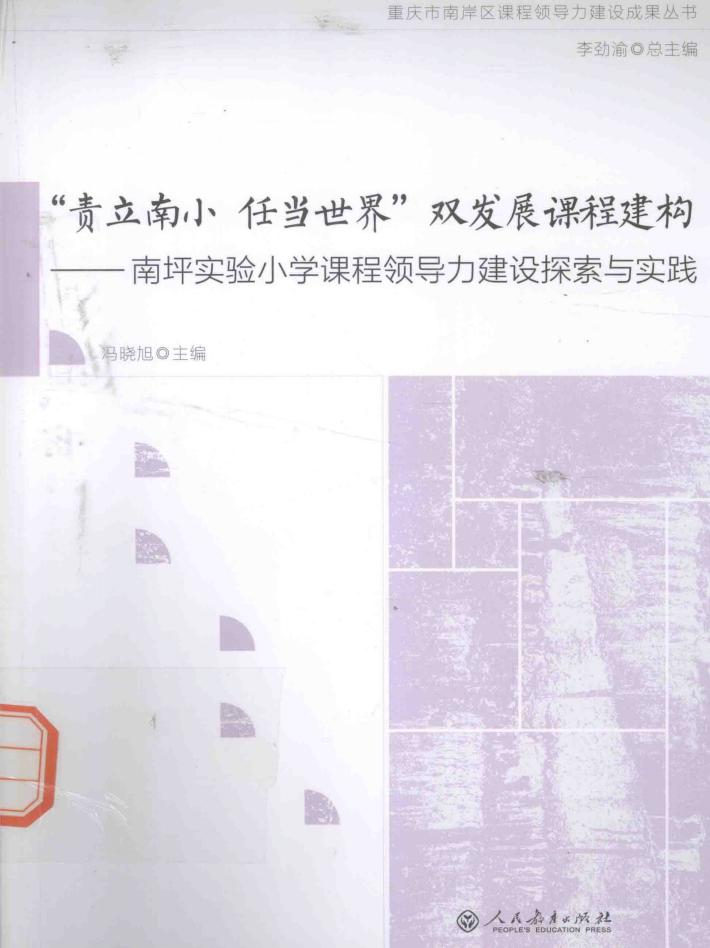 重庆市南岸区课程领导力建设成果丛书
李劲渝◎总主编
“责立南小 任当世界”双发展课程建构
——南坪实验小学课程领导力建设探索与实践
冯晓旭◎主编
人民教育出版社
PEOPLE'S EDUCATION PRESS